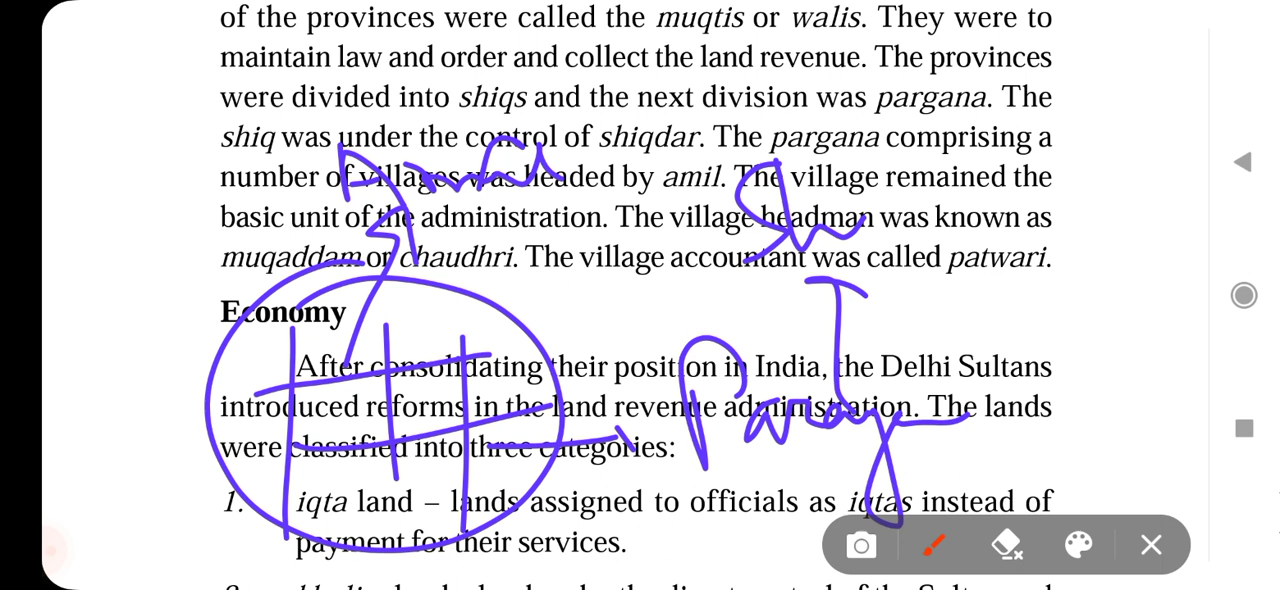 of the provinces were called the muqtis or walis. They were to
maintain law and order and collect the land revenue. The provinces
were divided into shiqs and the next division was pargana. The
shiq was under the control of shiqdar. The pargana comprising a
number of villages was headed by amil. The village remained the
basic unit of the administration. The village headman was known as
muqaddam or chaudhri. The village accountant was called patwari.
Economy
After consolidating their position in India, the Delhi Sultans
introduced reforms in the land revenue administration. The lands
were classified into three categories:
1. iqta land – lands assigned to officials as iqtas instead of
payment for their services.